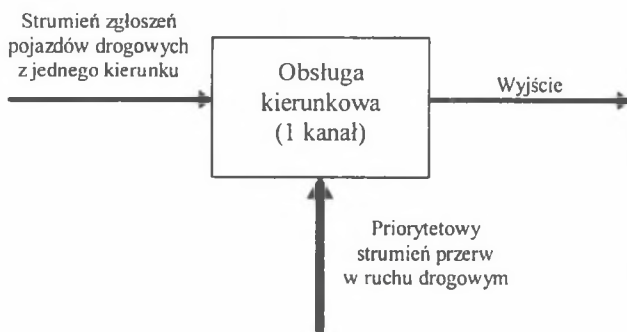 Strumień zgłoszeń
pojazdów drogowych
z jednego kierunku
Obsługa
kierunkowa
(1 kanał)
Wyjście
Priorytetowy
strumień przerw
w ruchu drogowym